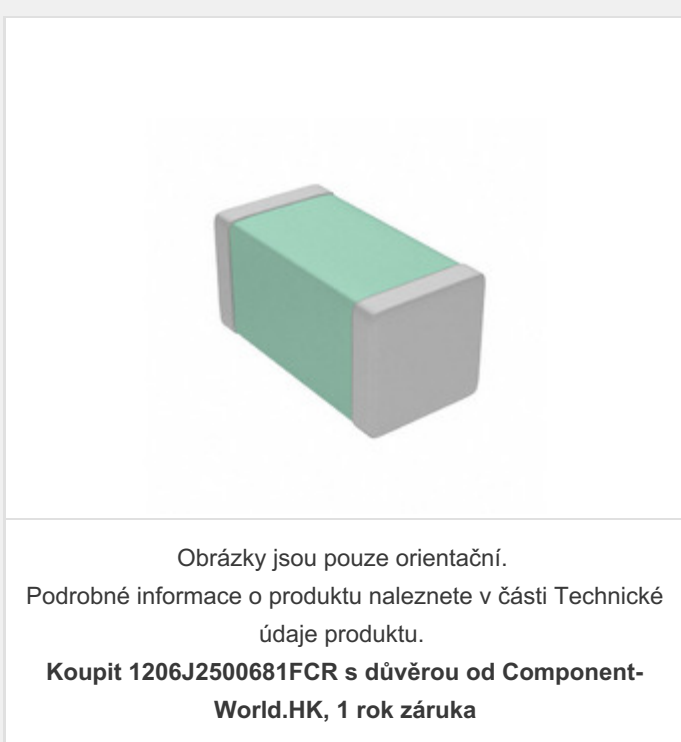 Obrázky jsou pouze orientační.
Podrobné informace o produktu naleznete v části Technické
údaje produktu.
Koupit 1206J2500681FCR s důvěrou od Component-
World.HK, 1 rok záruka